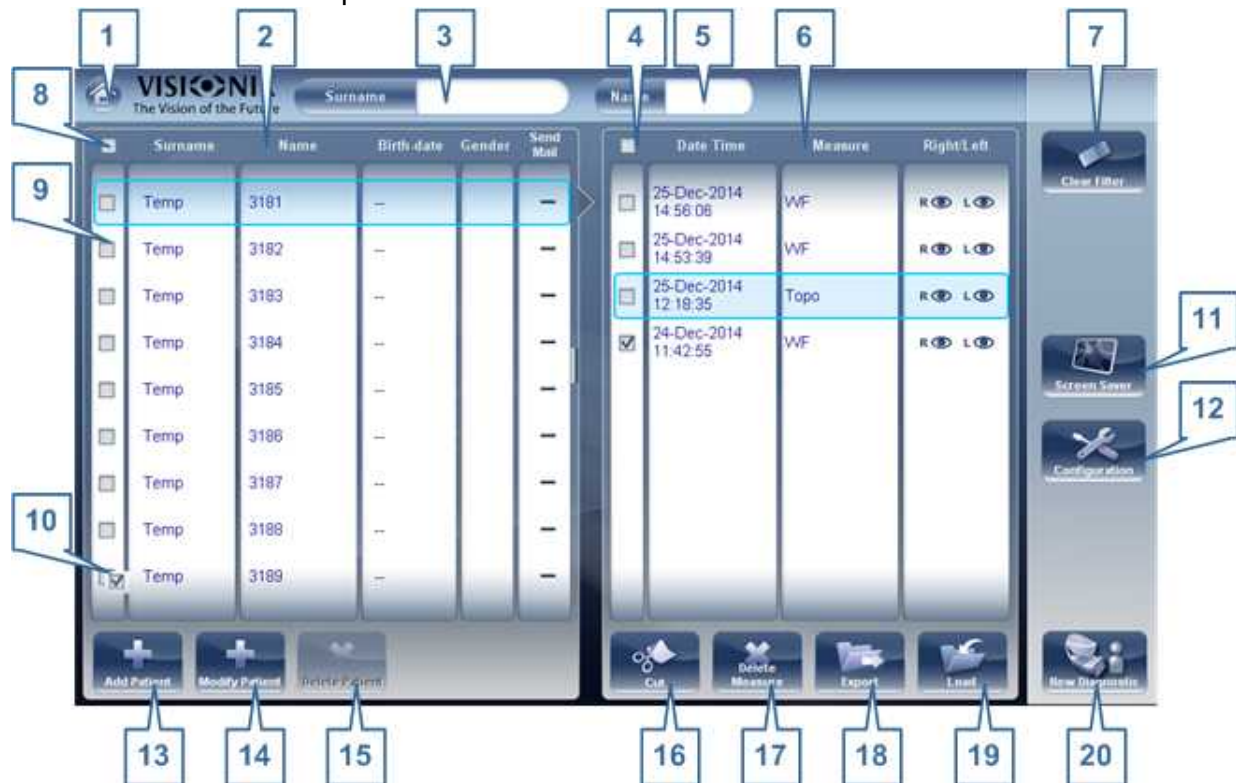 1 2 3 4 5 6 7
8
VISIONI
The Vision of the Future
Surname
Name
Surname Name Birth-date Gender Send Mail
Date Time Measure Right/Left
Clear Filter
9
Temp 3181 -- –
Temp 3182 -- –
Temp 3183 -- –
Temp 3184 -- –
Temp 3185 -- –
Temp 3186 -- –
Temp 3187 -- –
Temp 3188 -- –
Temp 3189 -- –
10
25-Dec-2014
14:56:06 WF R L
25-Dec-2014
14:53:39 WF R L
25-Dec-2014
12:18:35 Topo R L
24-Dec-2014
11:42:55 WF R L
11
Screen Saver
12
Configuration
Add Patient
Modify Patient
Delete Patient
Cut
Delete
Measure
Export
Load
New Diagnostic
13 14 15 16 17 18 19 20